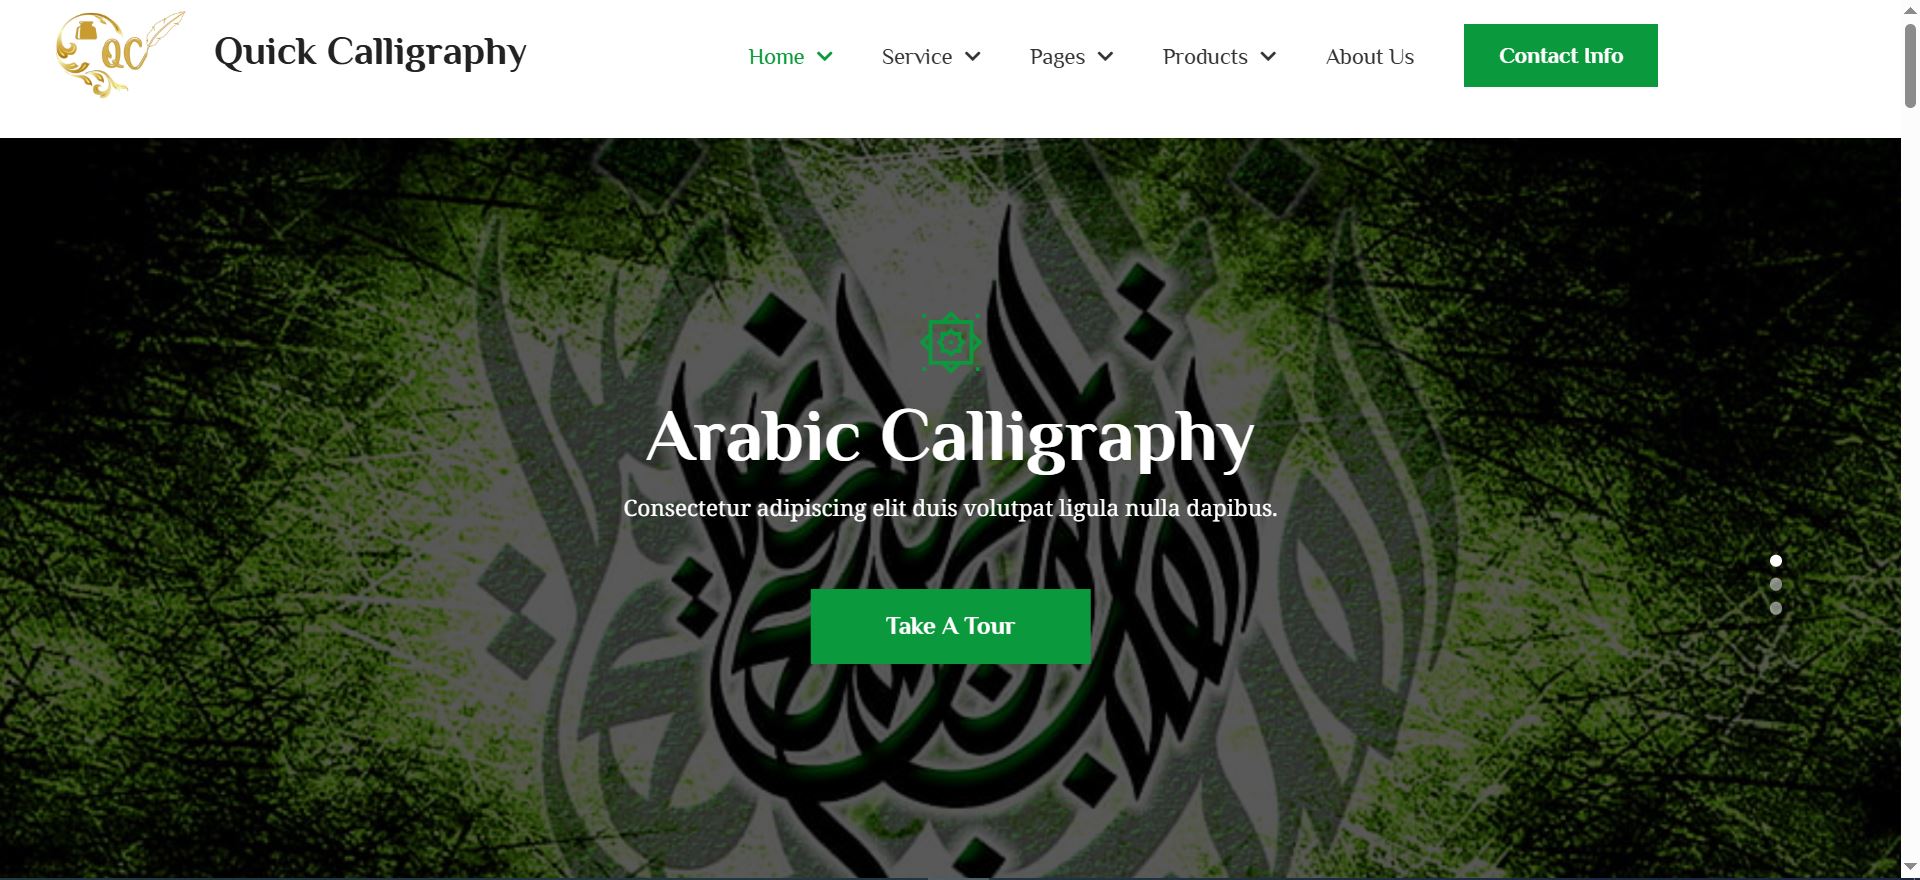 QC
Quick Calligraphy
Home
Service
Pages
Products
About Us
Contact Info
Arabic Calligraphy
Consectetur adipiscing elit duis volutpat ligula nulla dapibus.
Take A Tour